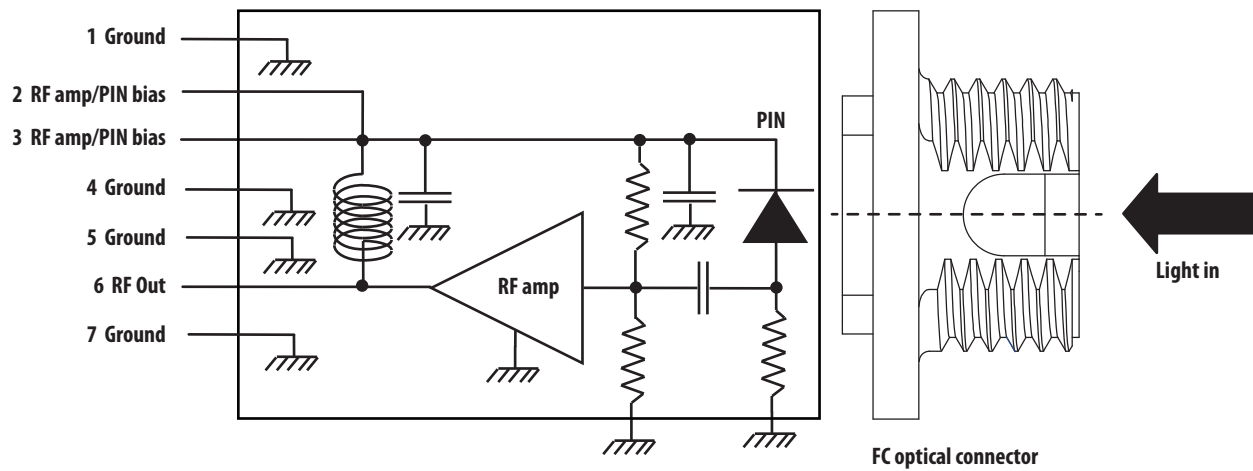 1 Ground
2 RF amp/PIN bias
3 RF amp/PIN bias
PIN
4 Ground
5 Ground
6 RF Out
RF amp
Light in
7 Ground
FC optical connector